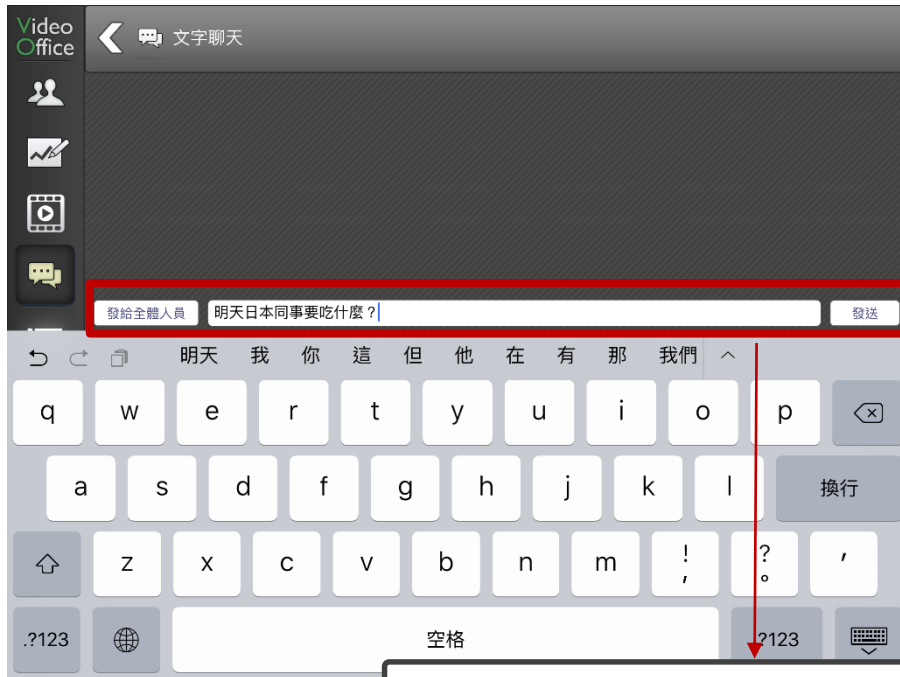 Video
Office
文字聊天
發給全體人員 明天日本同事要吃什麼？ 發送
明天 我 你 這 但 他 在 有 那 我們
q w e r t y u i o p
a s d f g h j k l 換行
z x c v b n m ! , ? 。 ,
.?123 空格 .?123